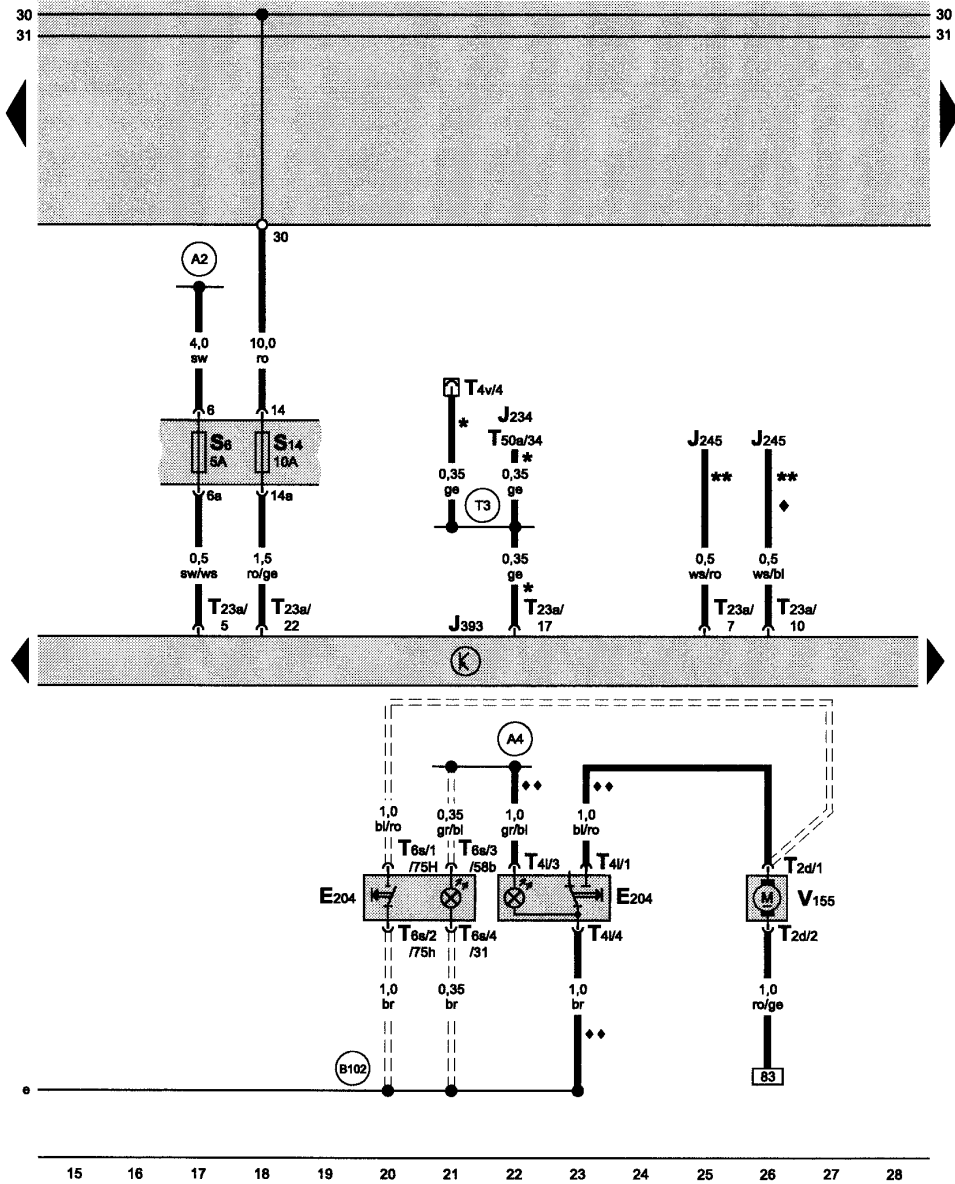 30 30
31 31
30
A2
4,0 10,0
sw ro
T4v/4
6 14
* J234
S6 S14 T50a/34 J245 J245
5A 10A * ** **
0,35 0,35
ge ge
6a 14a T3 ♦
0,5 1,5 0,35 0,5 0,5
sw/ws ro/ge ge ws/ro ws/bl
*
T23a/ T23a/ T23a/ T23a/ T23a/
5 22 J393 17 7 10
K
A4
♦♦ ♦♦
1,0 0,35 1,0 1,0
bl/ro gr/bl gr/bl bl/ro
T6s/1 T6s/3 T4l/3 T4l/1 T2d/1
/75H /58b
E204 E204 M V155
T6s/2 T6s/4 T4l/4 T2d/2
/75h /31
1,0 0,35 1,0 1,0
br br br ro/ge
♦♦
B102 83
e
15 16 17 18 19 20 21 22 23 24 25 26 27 28